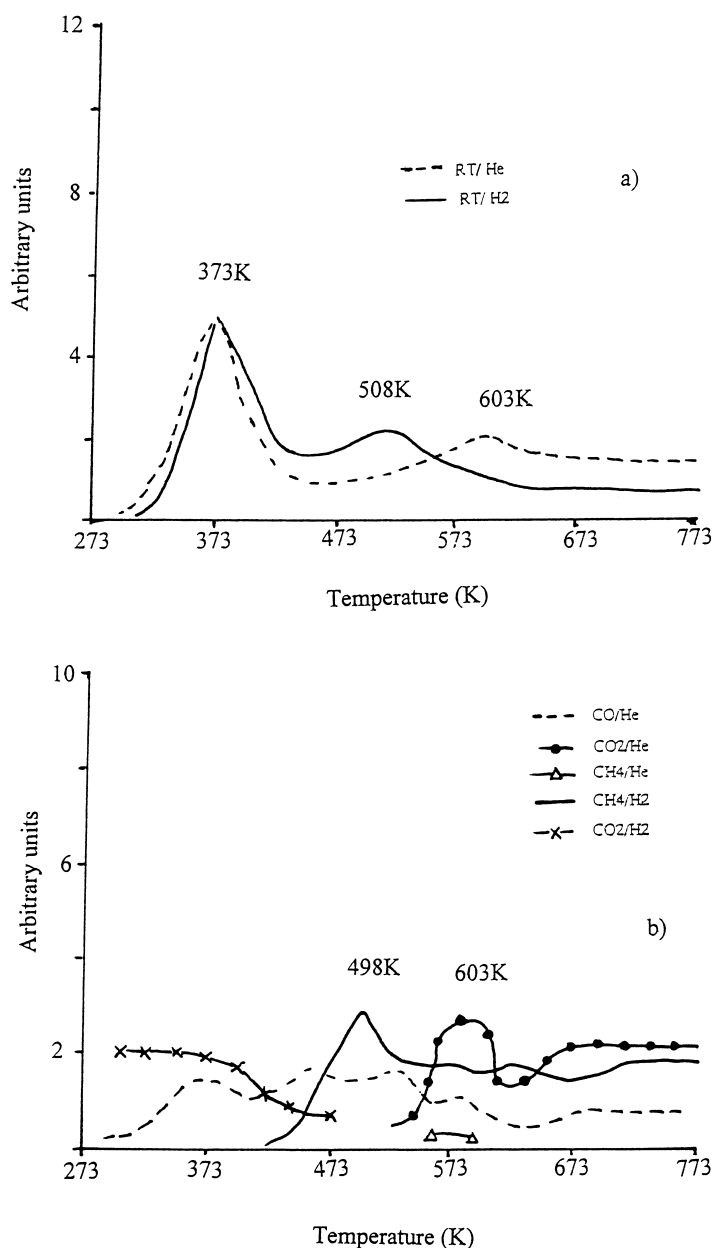 12
Arbitrary units
RT/ He
RT/ H2
a)
8
373K
508K
603K
4
273 373 473 573 673 773
Temperature (K)
10
Arbitrary units
CO/He
CO2/He
CH4/He
CH4/H2
CO2/H2
6
b)
498K
603K
2
273 373 473 573 673 773
Temperature (K)